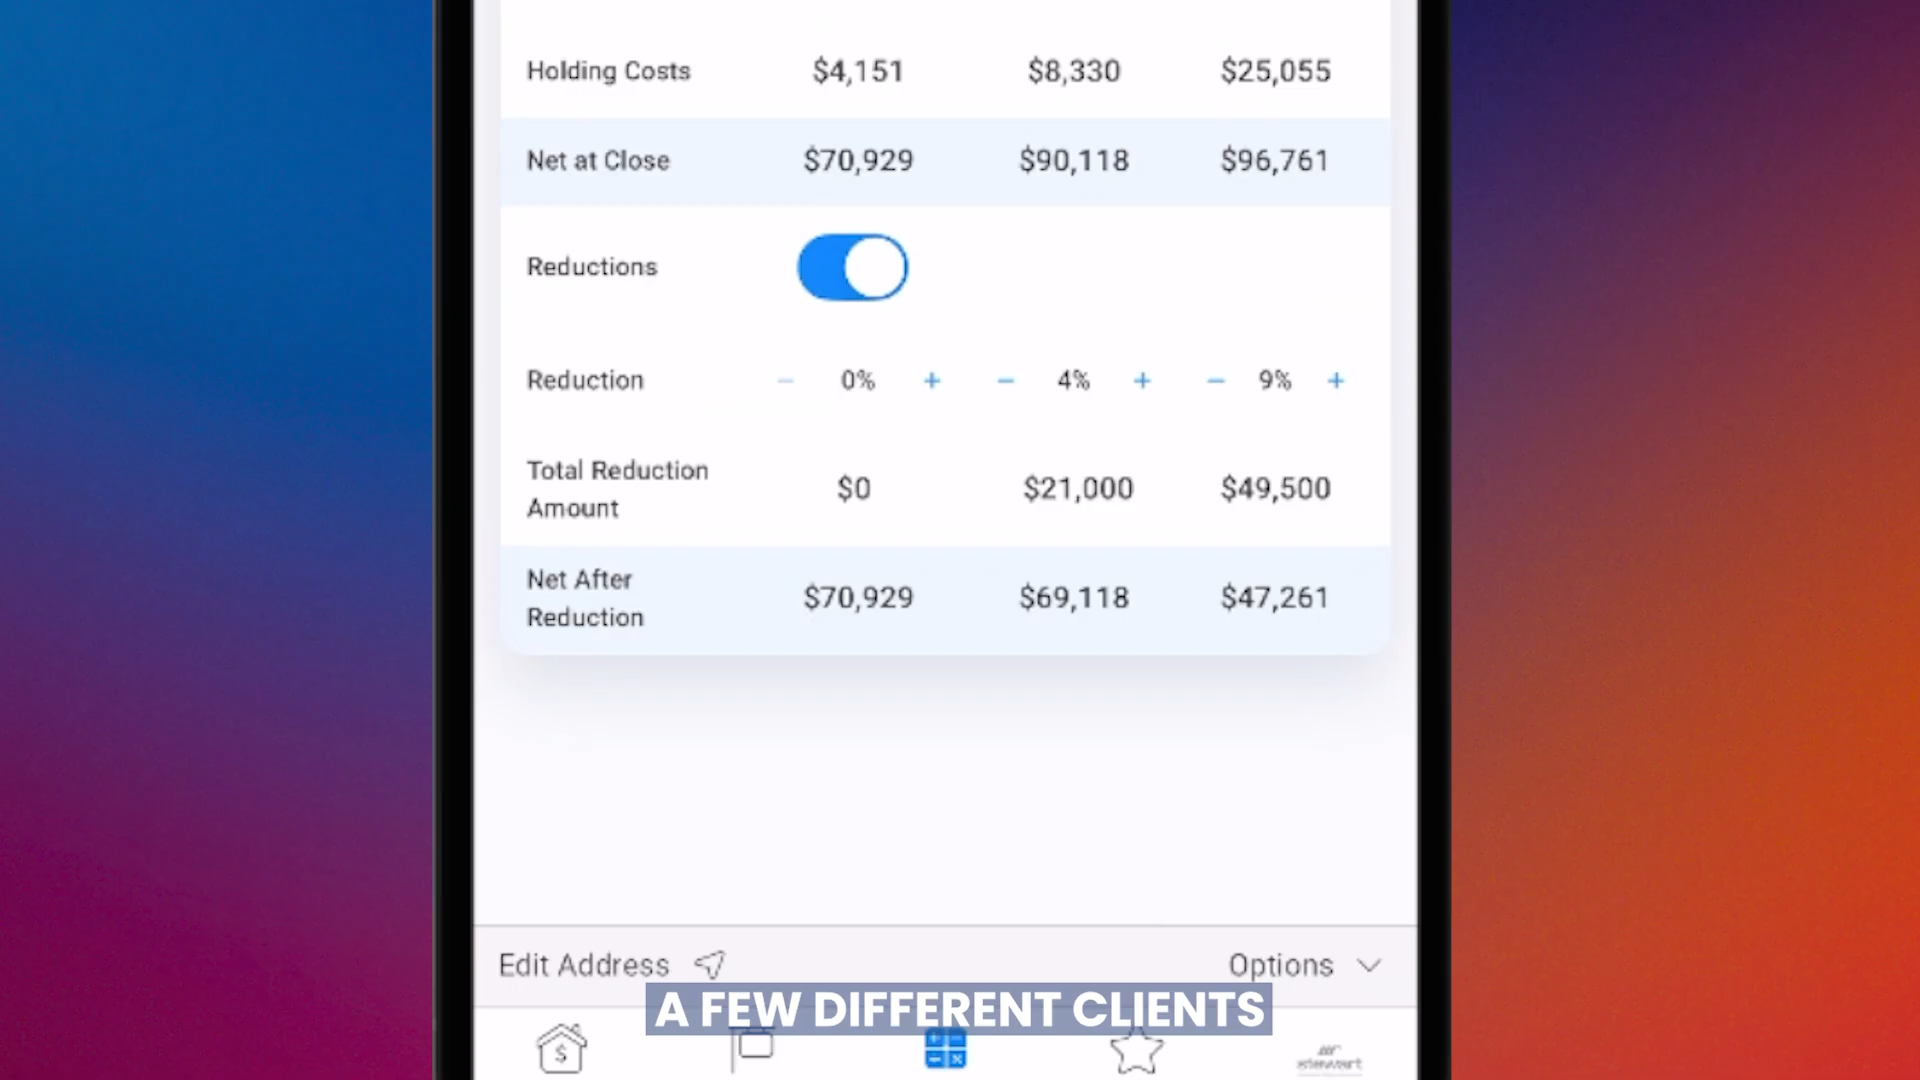 Holding Costs $4,151 $8,330 $25,055
Net at Close $70,929 $90,118 $96,761
Reductions
Reduction − 0% + − 4% + − 9% +
Total Reduction
Amount $0 $21,000 $49,500
Net After
Reduction $70,929 $69,118 $47,261
Edit Address Options
A FEW DIFFERENT CLIENTS
stewart